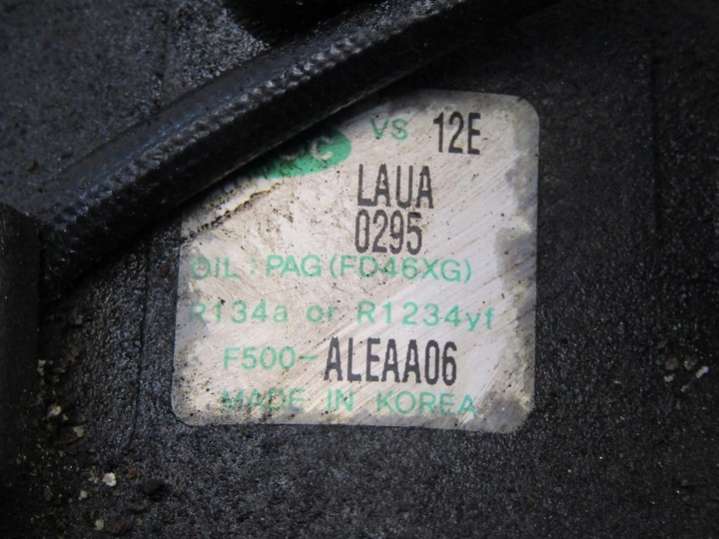 VS 12E
LAUA
0295
OIL : PAG (FD46XG)
R134a or R1234yf
F500-ALEAA06
MADE IN KOREA